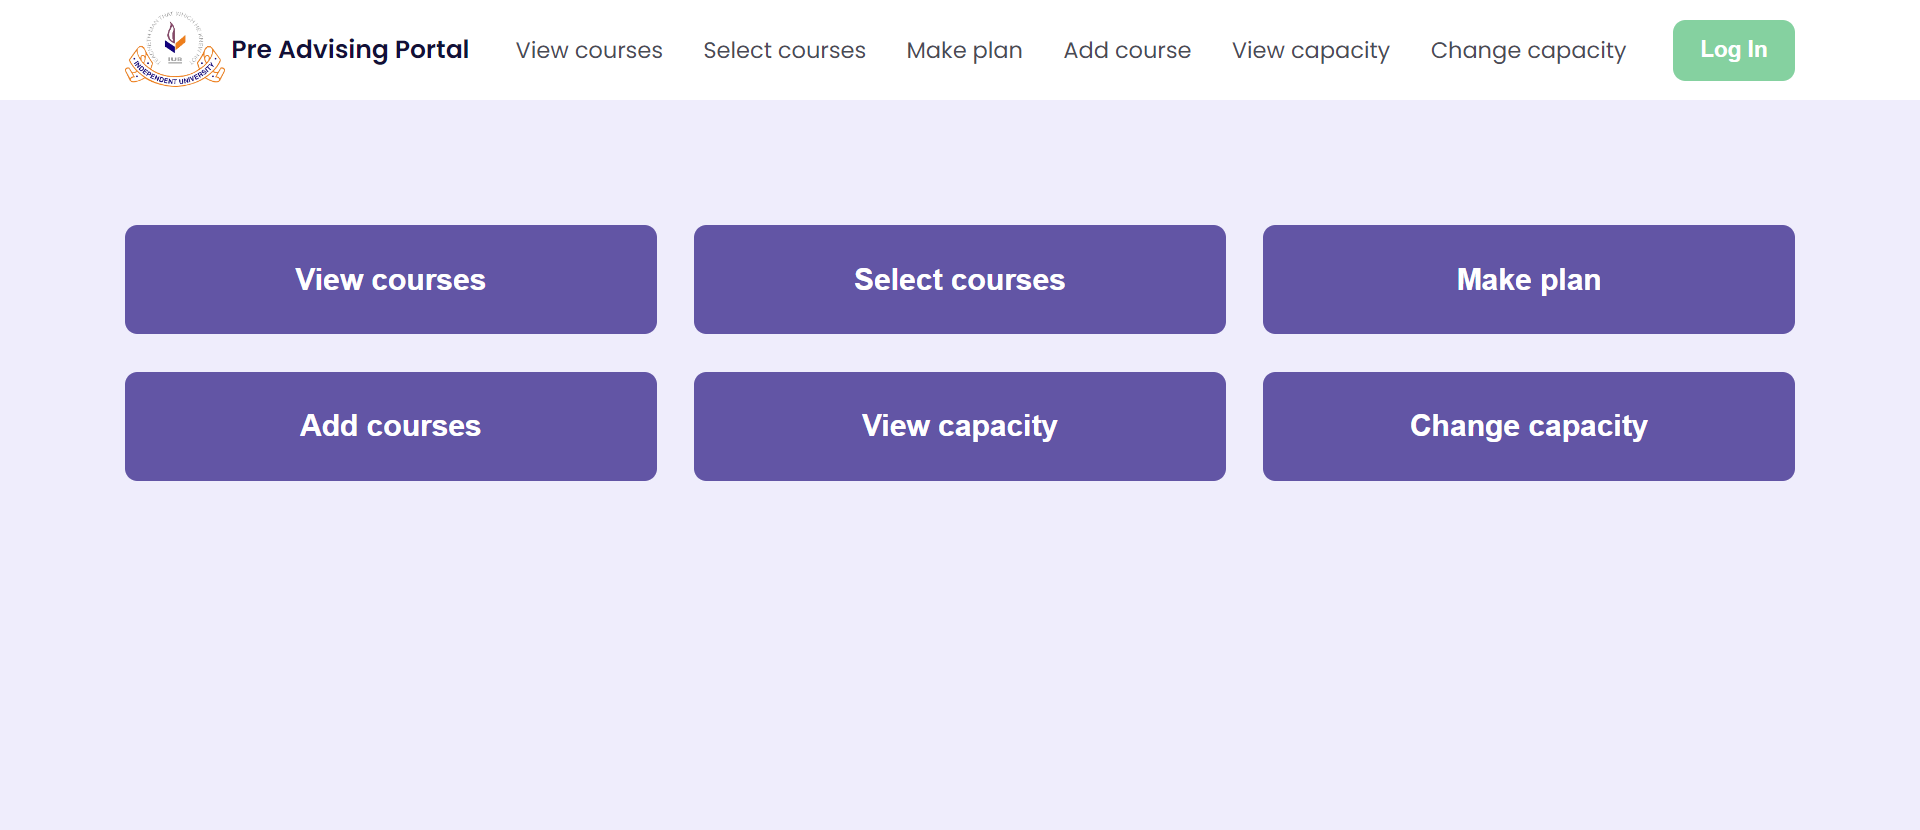 IUB
INDEPENDENT UNIVERSITY
Pre Advising Portal
View courses
Select courses
Make plan
Add course
View capacity
Change capacity
Log In
View courses
Select courses
Make plan
Add courses
View capacity
Change capacity